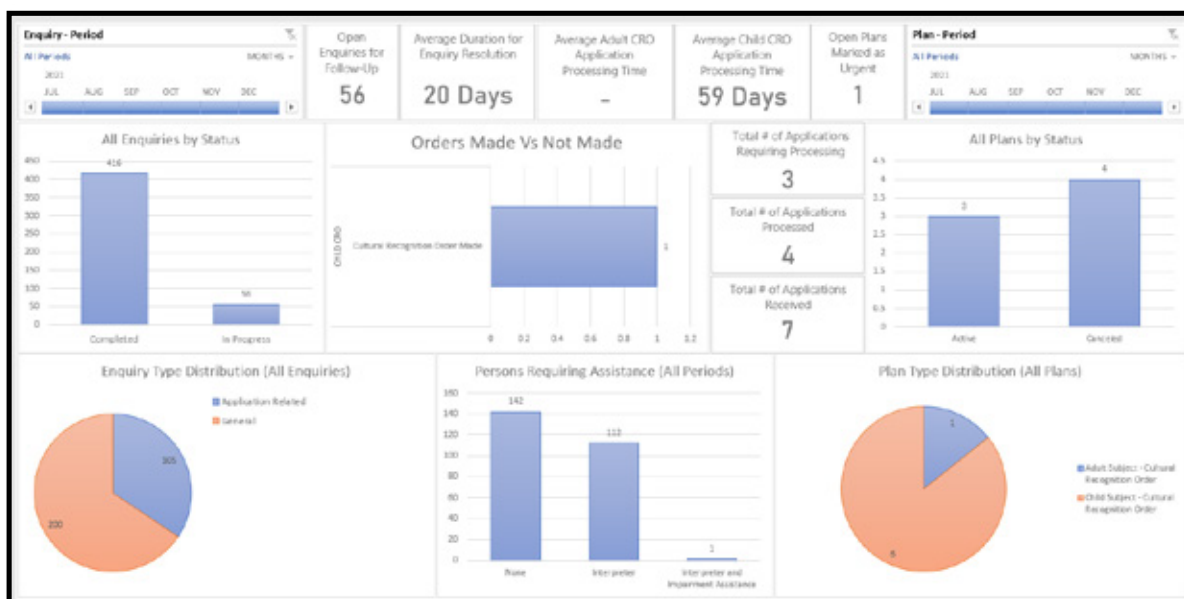 Enquiry - Period
All Periods
MONTHS
2021
JUL AUG SEP OCT NOV DEC
Open
Enquiries for
Follow-Up
56
Average Duration for
Enquiry Resolution
20 Days
Average Adult CRO
Application
Processing Time
-
Average Child CRO
Application
Processing Time
59 Days
Open Plans
Marked as
Urgent
1
Plan - Period
All Periods
MONTHS
2021
JUL AUG SEP OCT NOV DEC
All Enquiries by Status
450
400
350
300
250
200
150
100
50
0
416
56
Completed
In Progress
Orders Made Vs Not Made
CHILD CRO
Cultural Recognition Order Made
1
0 0.2 0.4 0.6 0.8 1 1.2
Total # of Applications
Requiring Processing
3
Total # of Applications
Processed
4
Total # of Applications
Received
7
All Plans by Status
4.5
4
3.5
3
2.5
2
1.5
1
0.5
0
3
4
Active
Canceled
Enquiry Type Distribution (All Enquiries)
Application Related
General
105
200
Persons Requiring Assistance (All Periods)
160
140
120
100
80
60
40
20
0
142
112
1
None
Interpreter
Interpreter and
Impairment Assistance
Plan Type Distribution (All Plans)
1
6
Adult Subject - Cultural
Recognition Order
Child Subject - Cultural
Recognition Order